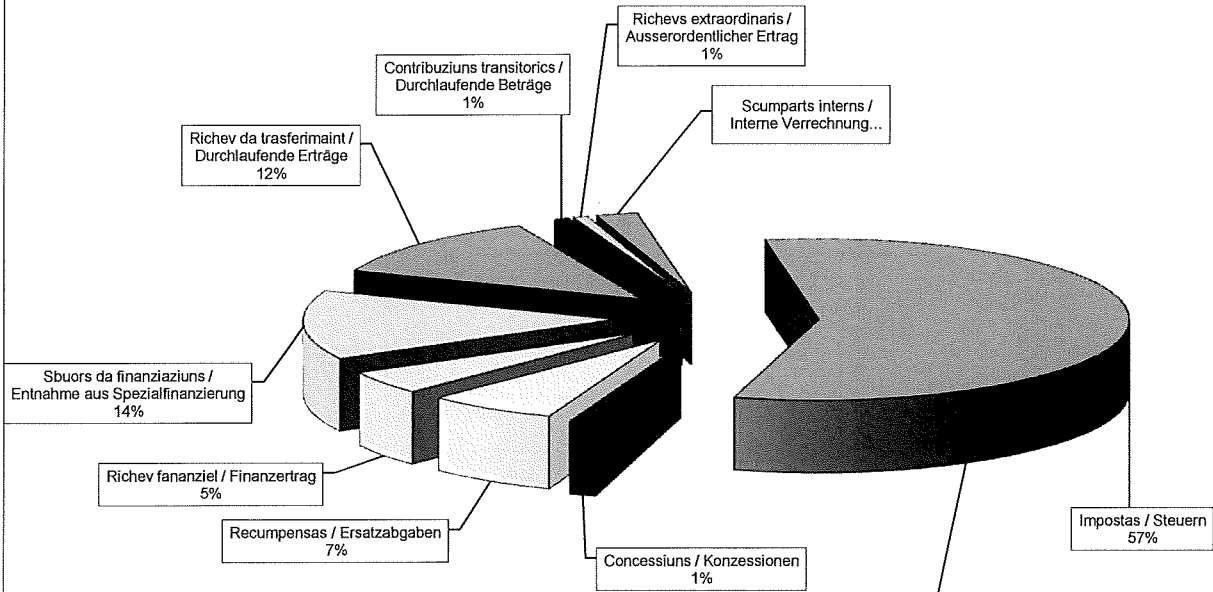 Richevs extraordinaris /
Ausserordentlicher Ertrag
1%
Contribuziuns transitorics /
Durchlaufende Beträge
1%
Scumparts interns /
Interne Verrechnung...
Richev da trasferimaint /
Durchlaufende Erträge
12%
Sbuors da finanziaziuns /
Entnahme aus Spezialfinanzierung
14%
Richev fananziel / Finanzertrag
5%
Recumpensas / Ersatzabgaben
7%
Concessiuns / Konzessionen
1%
Impostas / Steuern
57%